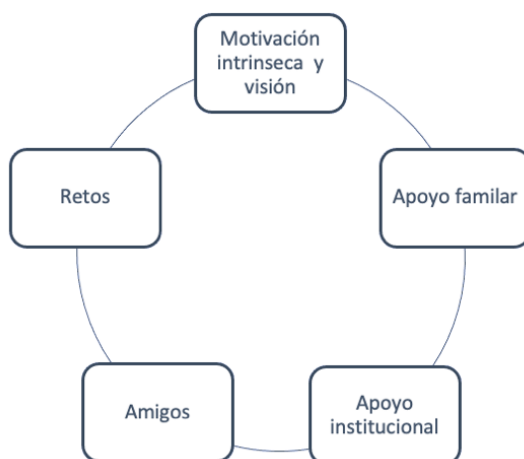 Motivación
intrinseca y
visión
Apoyo familar
Apoyo
institucional
Amigos
Retos